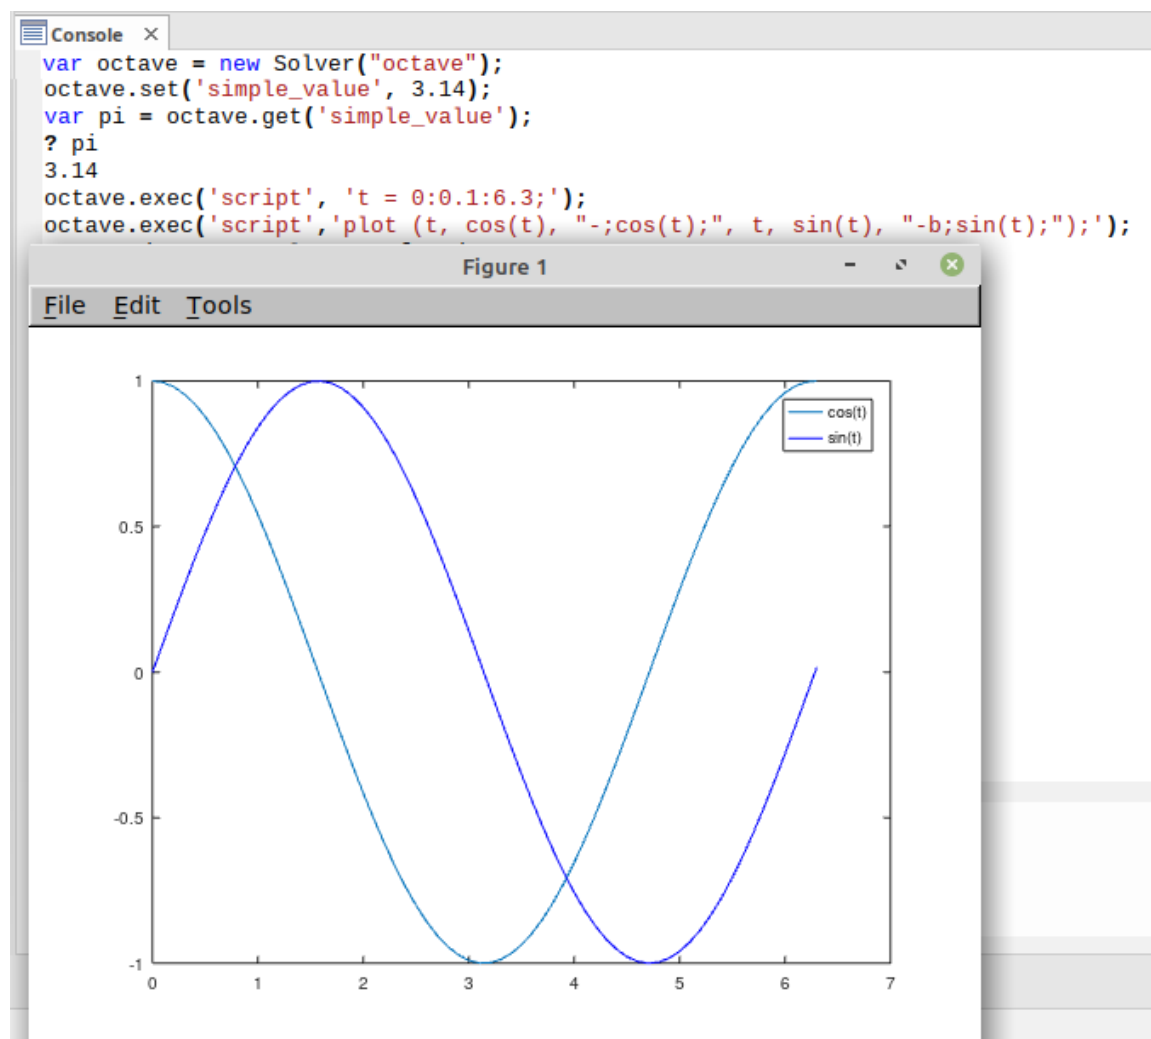 Console
var octave = new Solver("octave");
octave.set('simple_value', 3.14);
var pi = octave.get('simple_value');
? pi
3.14
octave.exec('script', 't = 0:0.1:6.3;');
octave.exec('script','plot (t, cos(t), "-;cos(t);", t, sin(t), "-b;sin(t);");');
Figure 1
File Edit Tools
1
cos(t)
sin(t)
0.5
0
-0.5
-1
0 1 2 3 4 5 6 7